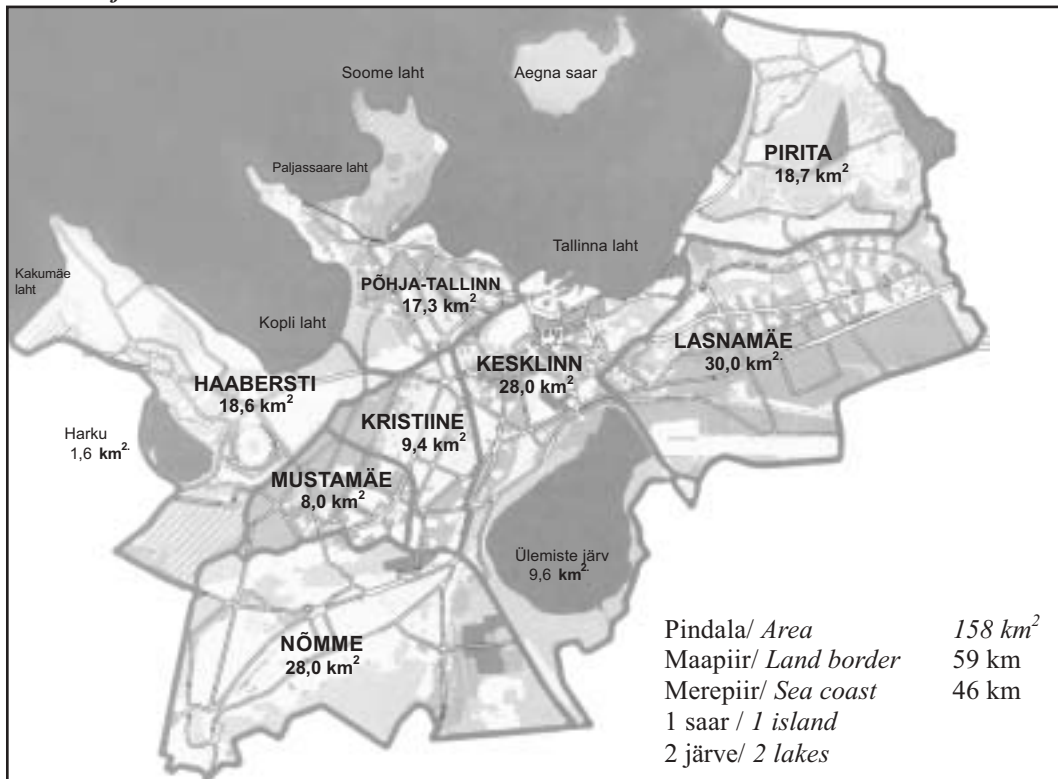 Soome laht
Aegna saar
PIRITA
18,7 km²
Paljassaare laht
Tallinna laht
Kakumäe
laht
PÕHJA-TALLINN
17,3 km²
Kopli laht
LASNAMÄE
30,0 km².
KESKLINN
28,0 km²
HAABERSTI
18,6 km²
KRISTIINE
9,4 km²
Harku
1,6 km².
MUSTAMÄE
8,0 km²
Ülemiste järv
9,6 km².
NÕMME
28,0 km²
Pindala/ Area 158 km²
Maapiir/ Land border 59 km
Merepiir/ Sea coast 46 km
1 saar / 1 island
2 järve/ 2 lakes